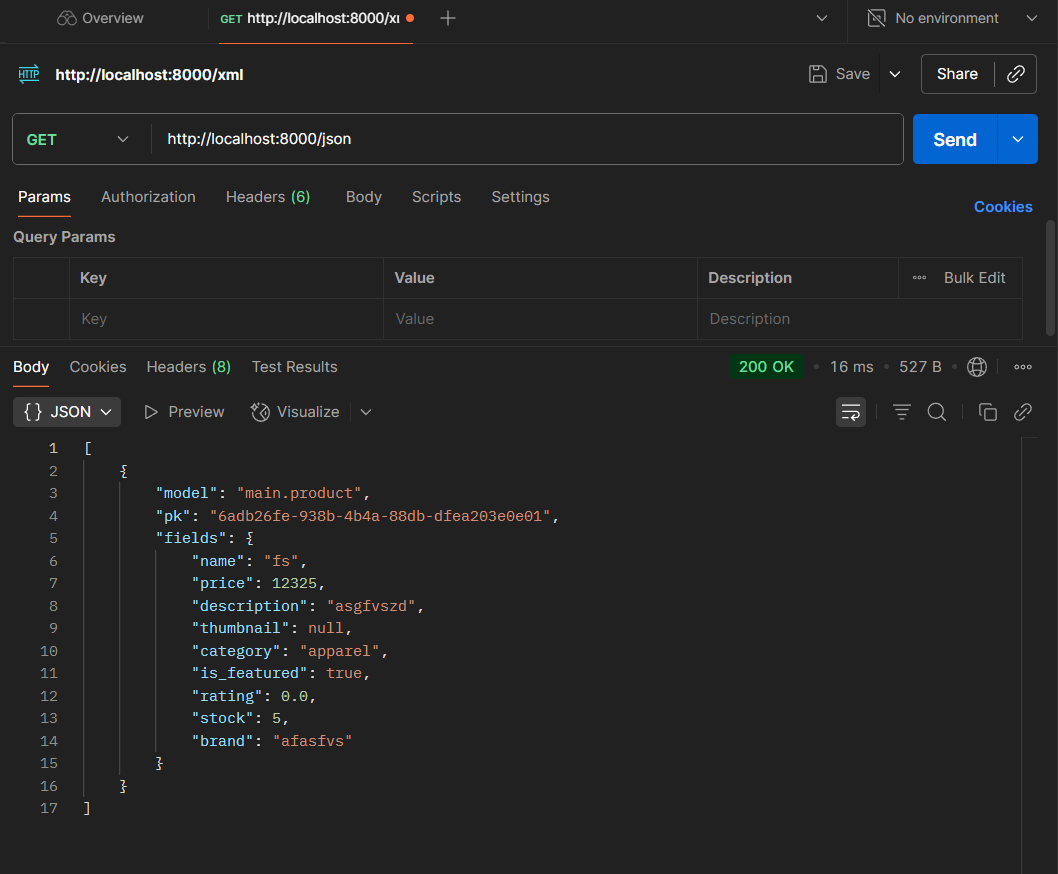 Overview
GET http://localhost:8000/x
No environment
HTTP http://localhost:8000/xml
Save
Share
GET
http://localhost:8000/json
Send
Params Authorization Headers (6) Body Scripts Settings
Cookies
Query Params
Key Value Description Bulk Edit
Key Value Description
Body Cookies Headers (8) Test Results
200 OK • 16 ms • 527 B •
{} JSON Preview Visualize
1 [
2 {
3 "model": "main.product",
4 "pk": "6adb26fe-938b-4b4a-88db-dfea203e0e01",
5 "fields": {
6 "name": "fs",
7 "price": 12325,
8 "description": "asgfvszd",
9 "thumbnail": null,
10 "category": "apparel",
11 "is_featured": true,
12 "rating": 0.0,
13 "stock": 5,
14 "brand": "afasfvs"
15 }
16 }
17 ]